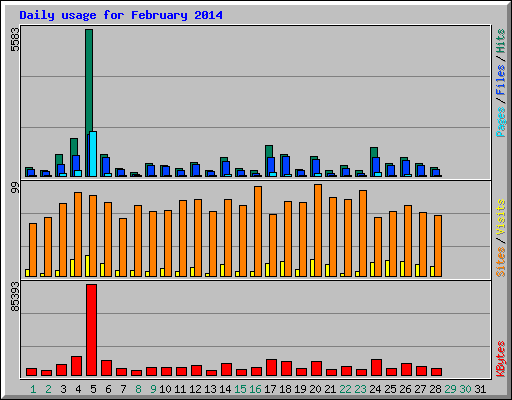 Daily usage for February 2014
5583
Pages / Files / Hits
99
Sites / Visits
85393
KBytes
1 2 3 4 5 6 7 8 9 10 11 12 13 14 15 16 17 18 19 20 21 22 23 24 25 26 27 28 29 30 31